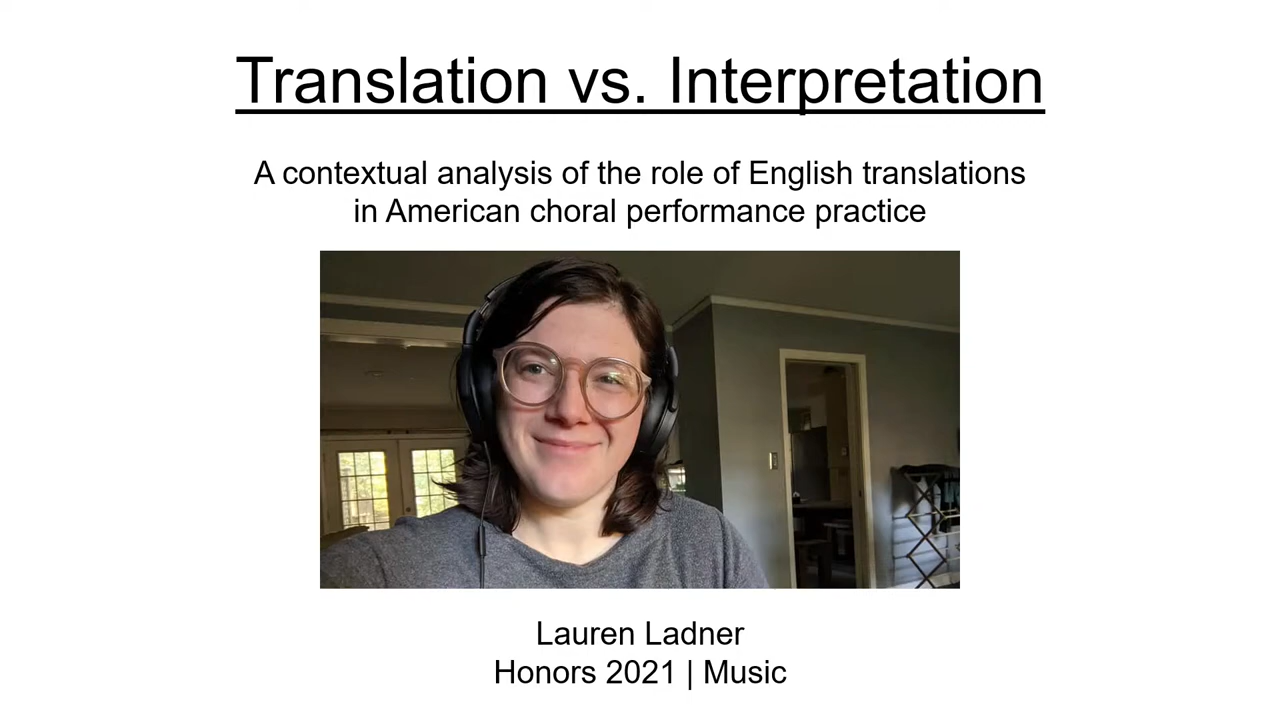 Translation vs. Interpretation
A contextual analysis of the role of English translations
in American choral performance practice
Lauren Ladner
Honors 2021 | Music